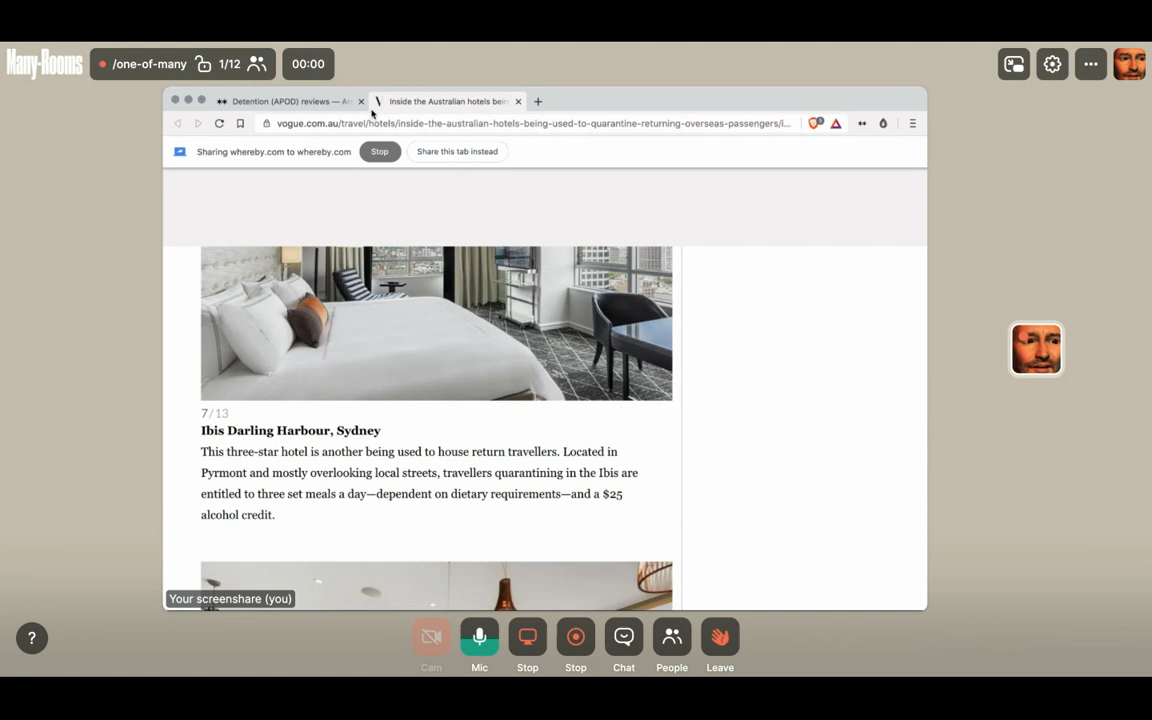 Many-Rooms
/one-of-many
1/12
00:00
Detention (APOD) reviews — Ar
Inside the Australian hotels bein
vogue.com.au/travel/hotels/inside-the-australian-hotels-being-used-to-quarantine-returning-overseas-passengers/i...
Sharing whereby.com to whereby.com
Stop
Share this tab instead
7/13
Ibis Darling Harbour, Sydney
This three-star hotel is another being used to house return travellers. Located in
Pyrmont and mostly overlooking local streets, travellers quarantining in the Ibis are
entitled to three set meals a day—dependent on dietary requirements—and a $25
alcohol credit.
Your screenshare (you)
?
Cam
Mic
Stop
Stop
Chat
People
Leave